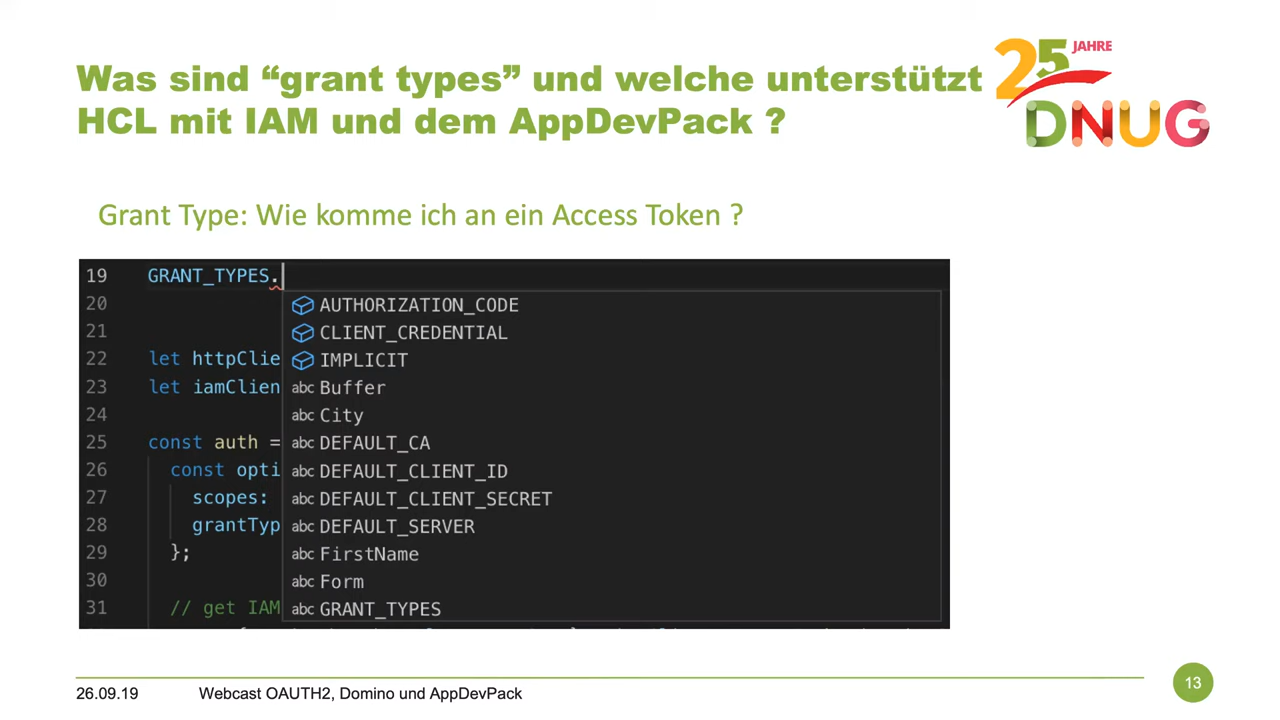 Was sind “grant types” und welche unterstützt
HCL mit IAM und dem AppDevPack ?
25 JAHRE
DNUG
Grant Type: Wie komme ich an ein Access Token ?
19 GRANT_TYPES.
AUTHORIZATION_CODE
20
CLIENT_CREDENTIAL
21
IMPLICIT
22 let httpClie
abc Buffer
23 let iamClien
abc City
24
abc DEFAULT_CA
25 const auth =
abc DEFAULT_CLIENT_ID
26 const opti
abc DEFAULT_CLIENT_SECRET
27 scopes:
abc DEFAULT_SERVER
28 grantTyp
abc FirstName
29 };
abc Form
30
abc GRANT_TYPES
31 // get IAM
26.09.19 Webcast OAUTH2, Domino und AppDevPack
13